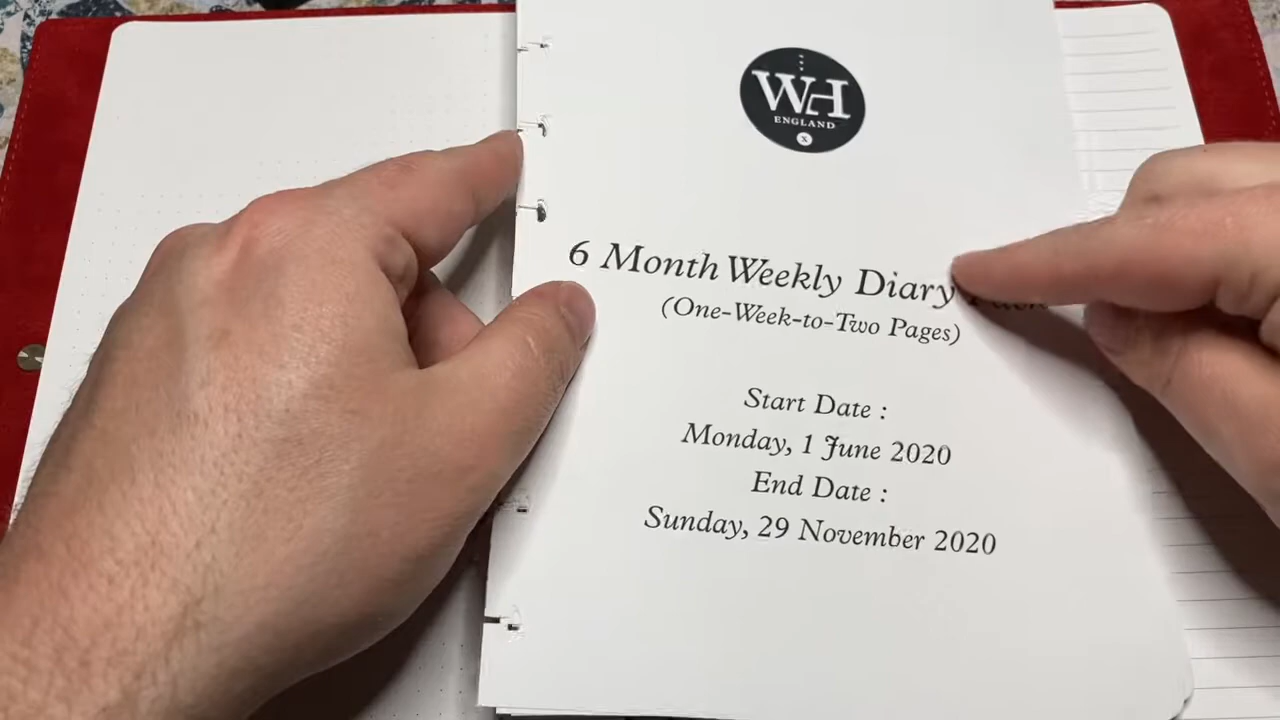 WH
ENGLAND
X
6 Month Weekly Diary
(One-Week-to-Two Pages)
Start Date :
Monday, 1 June 2020
End Date :
Sunday, 29 November 2020